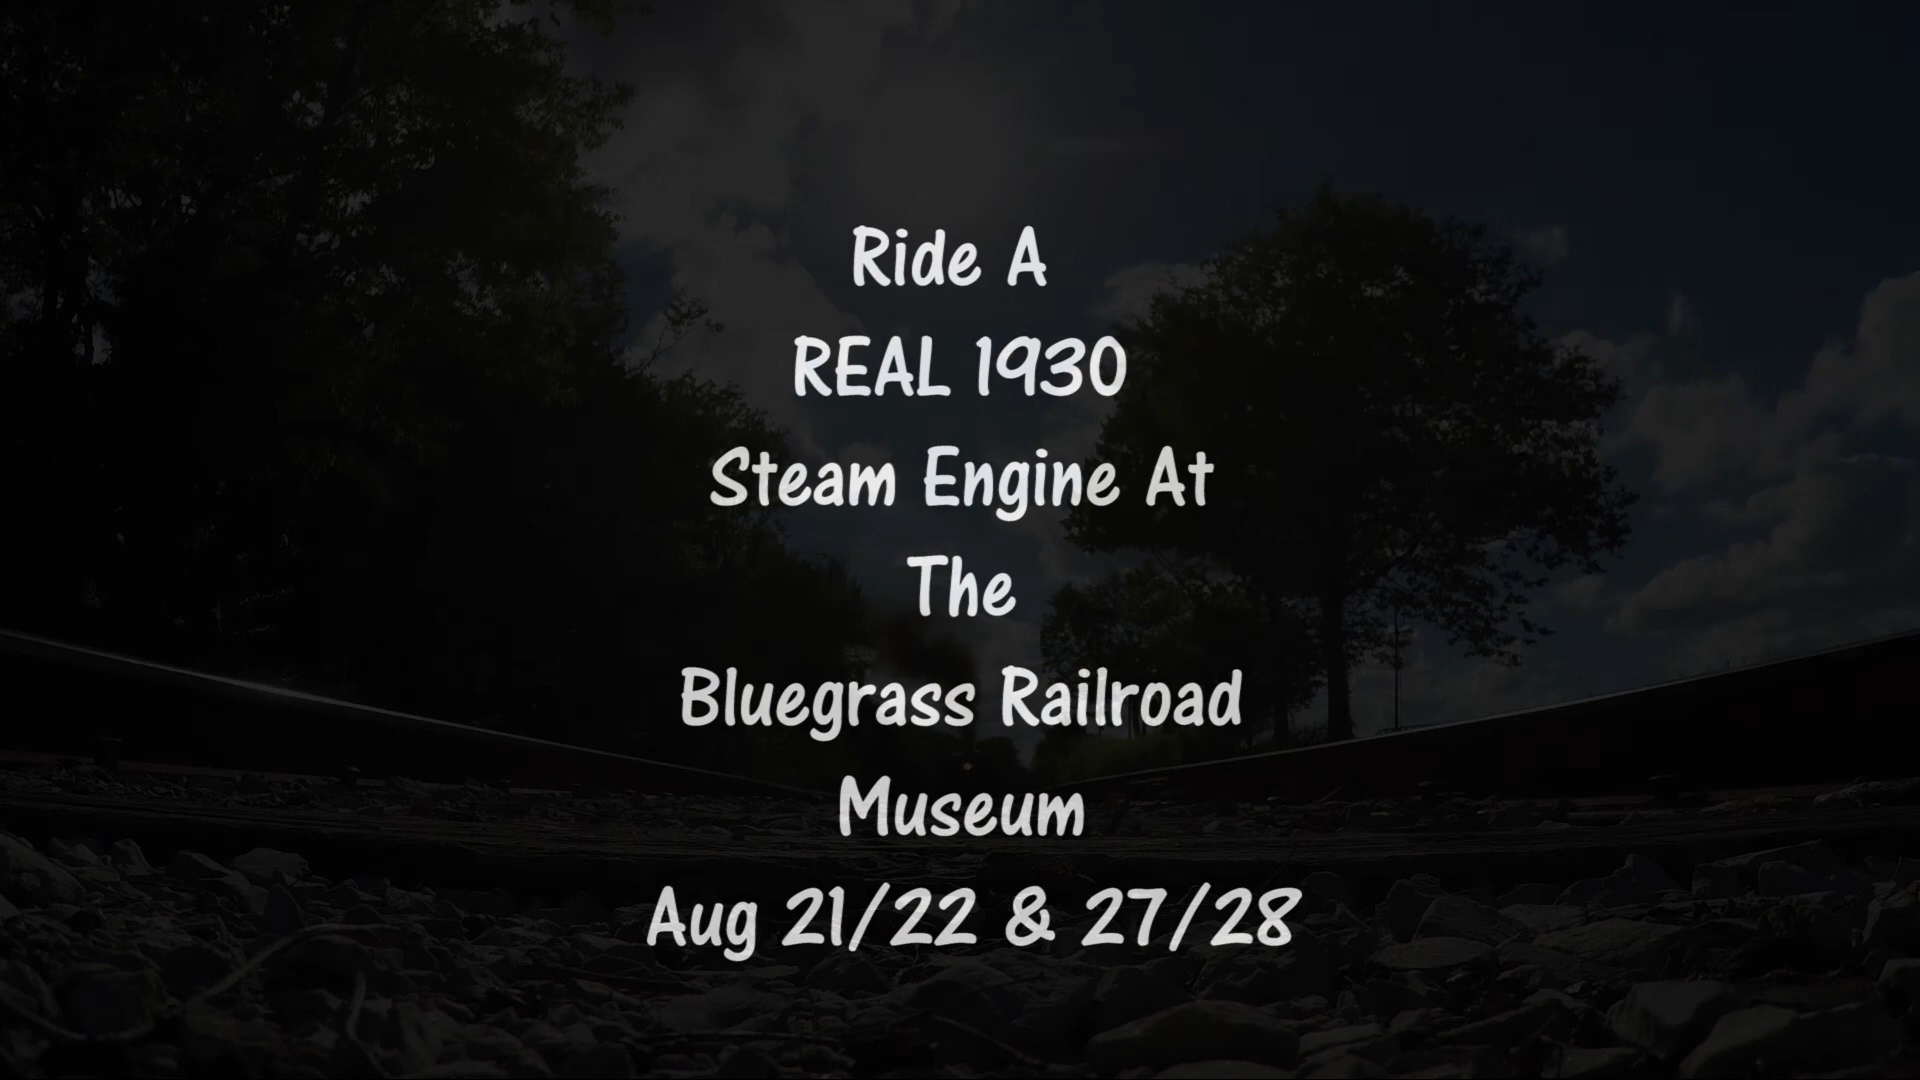 Ride A
REAL 1930
Steam Engine At
The
Bluegrass Railroad
Museum
Aug 21/22 & 27/28